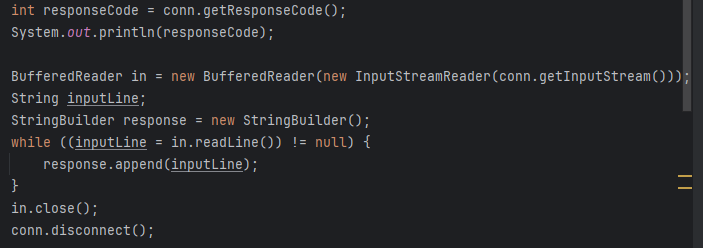 int responseCode = conn.getResponseCode();
System.out.println(responseCode);

BufferedReader in = new BufferedReader(new InputStreamReader(conn.getInputStream()));
String inputLine;
StringBuilder response = new StringBuilder();
while ((inputLine = in.readLine()) != null) {
    response.append(inputLine);
}
in.close();
conn.disconnect();